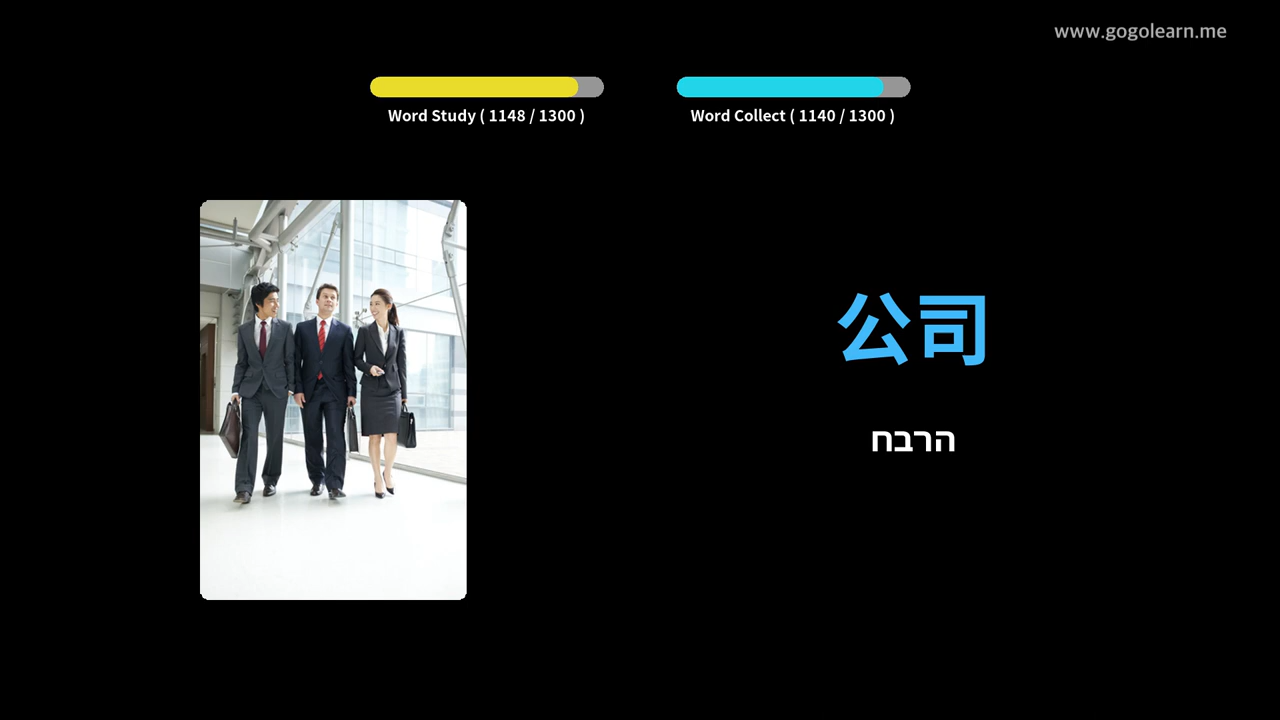 www.gogolearn.me
Word Study ( 1148 / 1300 )
Word Collect ( 1140 / 1300 )
公司
הרבח